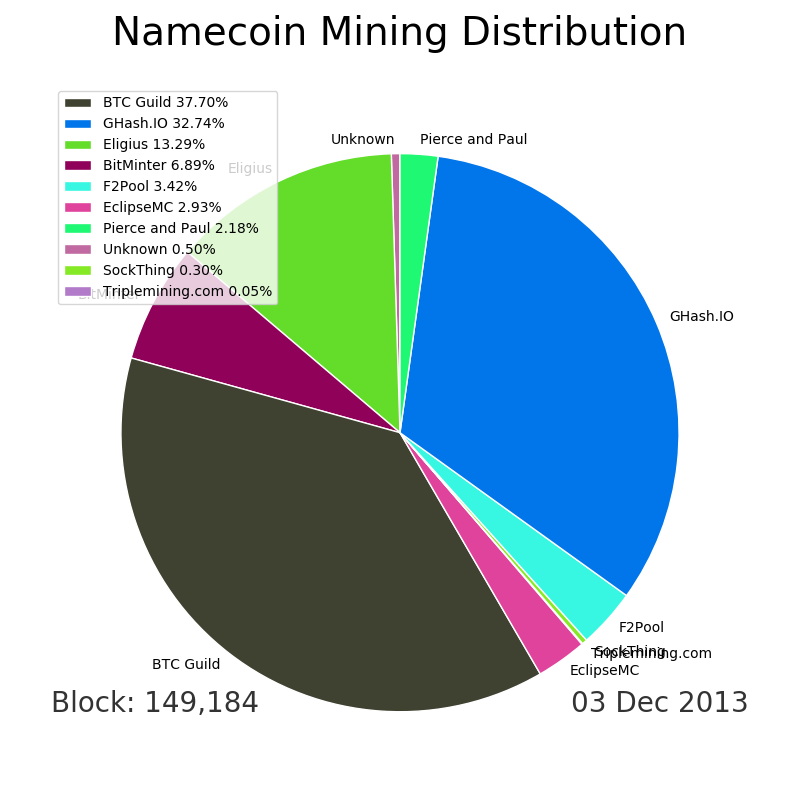 Namecoin Mining Distribution
BTC Guild 37.70%
GHash.IO 32.74%
Eligius 13.29%
BitMinter 6.89%
F2Pool 3.42%
EclipseMC 2.93%
Pierce and Paul 2.18%
Unknown 0.50%
SockThing 0.30%
Triplemining.com 0.05%
Unknown
Pierce and Paul
Eligius
BitMinter
GHash.IO
F2Pool
SockThing
Triplemining.com
EclipseMC
BTC Guild
Block: 149,184
03 Dec 2013